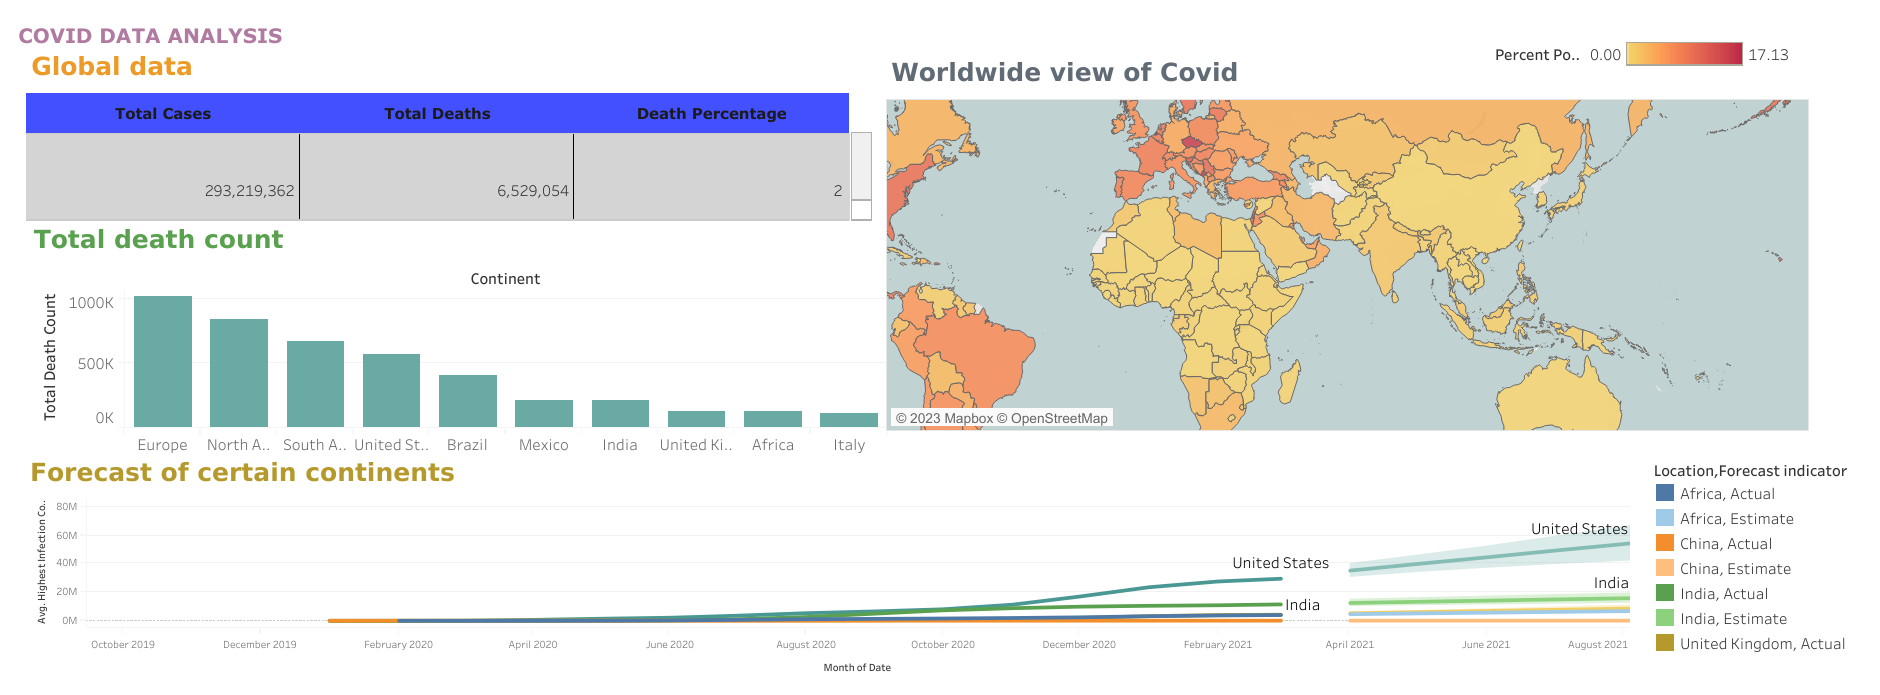 COVID DATA ANALYSIS
Global data
Total Cases Total Deaths Death Percentage
293,219,362 6,529,054 2
Total death count
Continent
Total Death Count
1000K
500K
0K
Europe North A.. South A.. United St.. Brazil Mexico India United Ki.. Africa Italy
Worldwide view of Covid
Percent Po.. 0.00 17.13
© 2023 Mapbox © OpenStreetMap
Forecast of certain continents
Avg. Highest Infection Co..
80M
60M
40M
20M
0M
United States
India
United States
India
October 2019 December 2019 February 2020 April 2020 June 2020 August 2020 October 2020 December 2020 February 2021 April 2021 June 2021 August 2021
Month of Date
Location,Forecast indicator
Africa, Actual
Africa, Estimate
China, Actual
China, Estimate
India, Actual
India, Estimate
United Kingdom, Actual